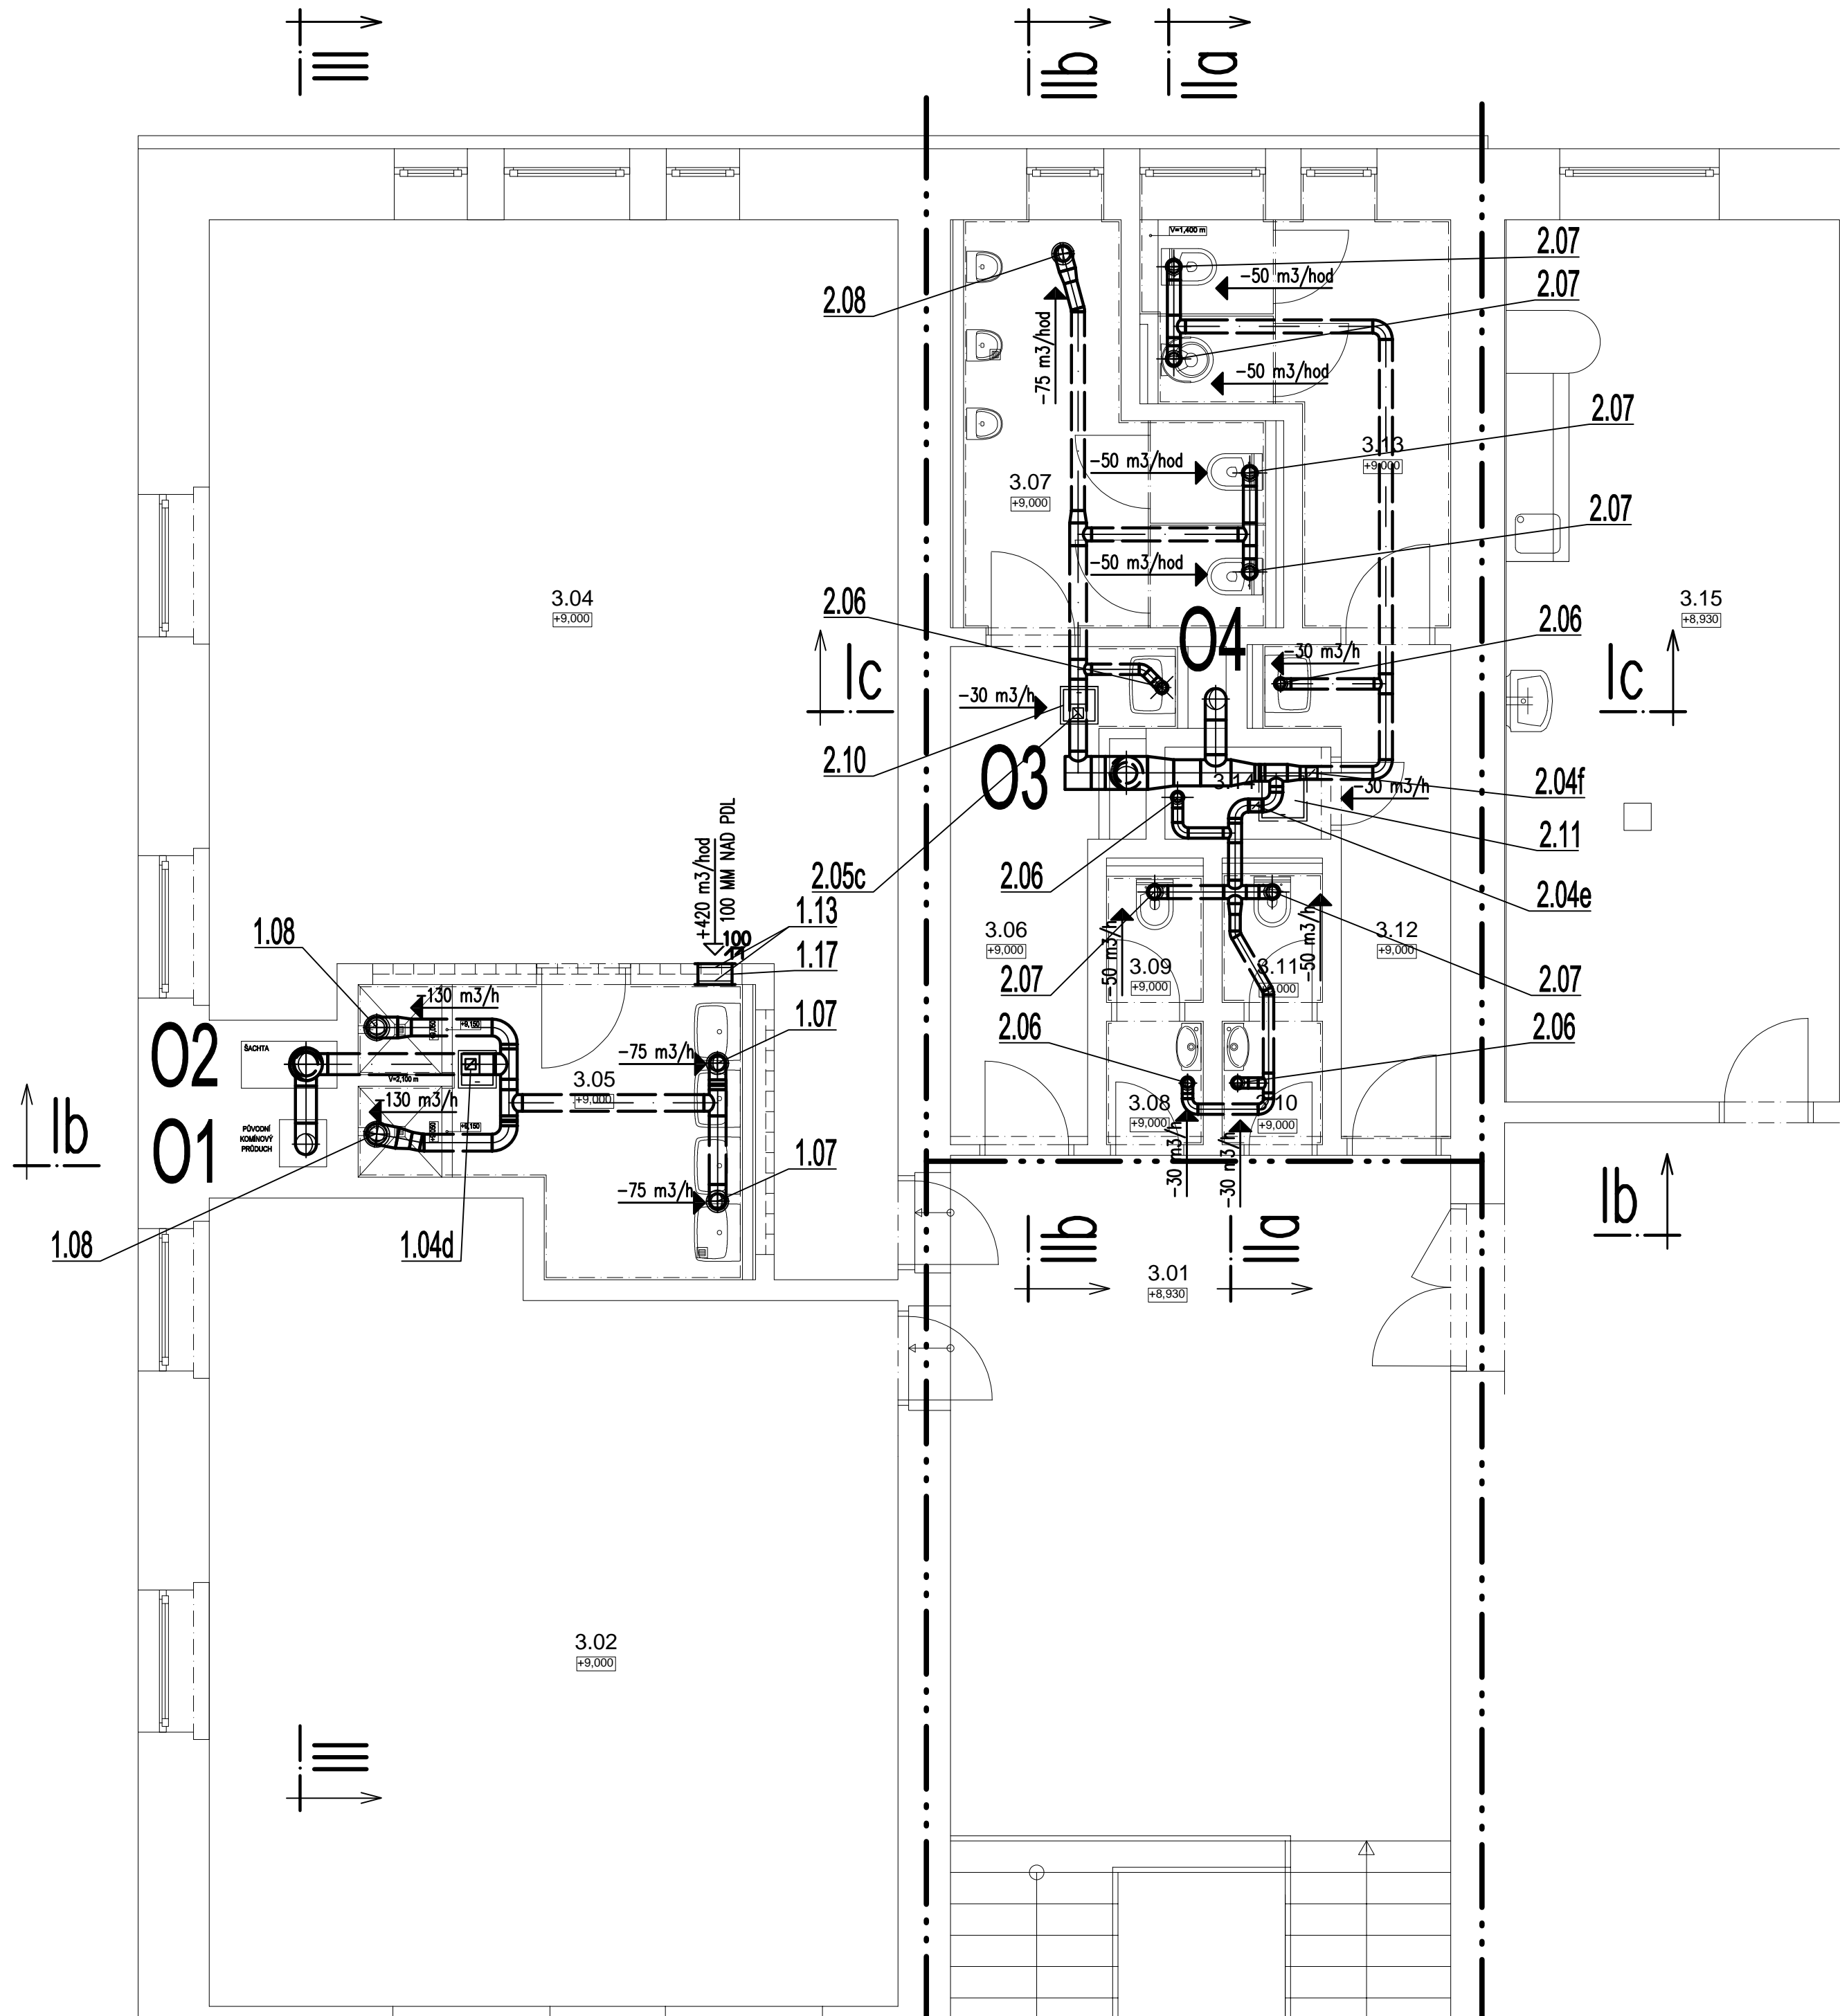 III
IIb
IIa
V=1,400 m
2.07
-50 m3/hod
2.07
2.08
-75 m3/hod
-50 m3/hod
2.07
3.13
+9,000
-50 m3/hod
3.07
+9,000
2.07
-50 m3/hod
3.04
+9,000
2.06
O4
2.06
3.15
+8,930
-30 m3/h
Ic
Ic
-30 m3/h
2.10
O3
3.14
2.04f
-30 m3/h
2.11
+420 m3/hod
100 MM NAD PDL
2.05c
2.06
2.04e
1.13
100
1.08
1.17
3.06
+9,000
-50 m3/h
-50 m3/h
3.12
+9,000
3.09
+9,000
3.11
2.07
2.07
-130 m3/h
1.07
2.06
2.06
O2
ŠACHTA
+9,150
-75 m3/h
3.05
+9,000
V=2,100 m
-130 m3/h
Ib
O1
PŮVODNÍ
KOMÍNOVÝ
PRŮDUCH
+9,150
3.08
+9,000
3.10
+9,000
1.07
-30 m3/h
-30 m3/h
-75 m3/h
Ib
1.08
1.04d
IIb
IIa
3.01
+8,930
3.02
+9,000
III